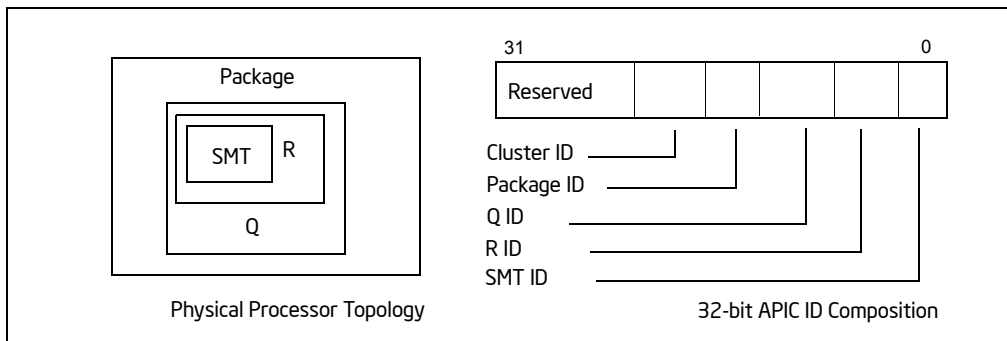 Package
SMT
R
Q
Physical Processor Topology
31 0
Reserved
Cluster ID
Package ID
Q ID
R ID
SMT ID
32-bit APIC ID Composition